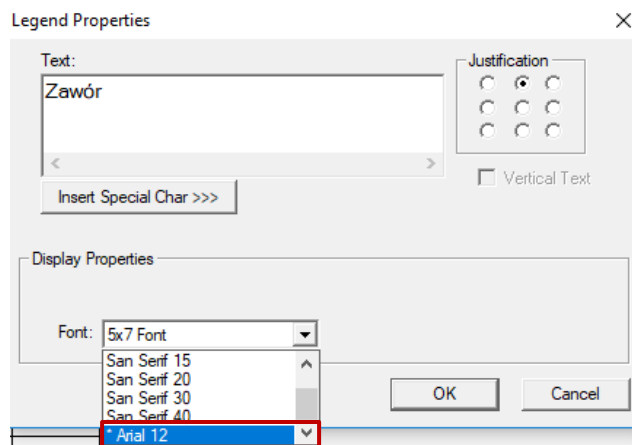 Legend Properties
Text:
Justification
Zawór
Vertical Text
Insert Special Char >>>
Display Properties
Font:
5x7 Font
San Serif 15
San Serif 20
San Serif 30
San Serif 40
* Arial 12
OK
Cancel